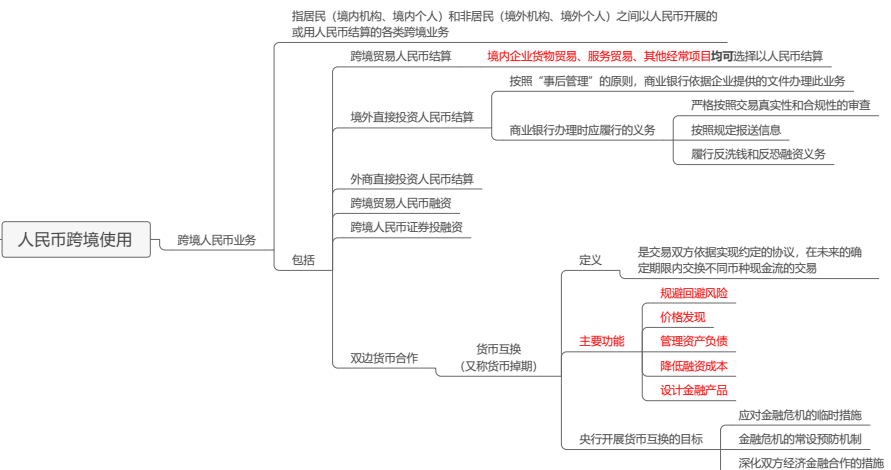 人民币跨境使用
跨境人民币业务
指居民（境内机构、境内个人）和非居民（境外机构、境外个人）之间以人民币开展的
或用人民币结算的各类跨境业务
包括
跨境贸易人民币结算
境内企业货物贸易、服务贸易、其他经常项目均可选择以人民币结算
境外直接投资人民币结算
按照“事后管理”的原则，商业银行依据企业提供的文件办理此业务
商业银行办理时应履行的义务
严格按照交易真实性和合规性的审查
按照规定报送信息
履行反洗钱和反恐融资义务
外商直接投资人民币结算
跨境贸易人民币融资
跨境人民币证券投融资
双边货币合作
货币互换
（又称货币掉期）
定义
是交易双方依据实现约定的协议，在未来的确
定期限内交换不同币种现金流的交易
主要功能
规避回避风险
价格发现
管理资产负债
降低融资成本
设计金融产品
央行开展货币互换的目标
应对金融危机的临时措施
金融危机的常设预防机制
深化双方经济金融合作的措施